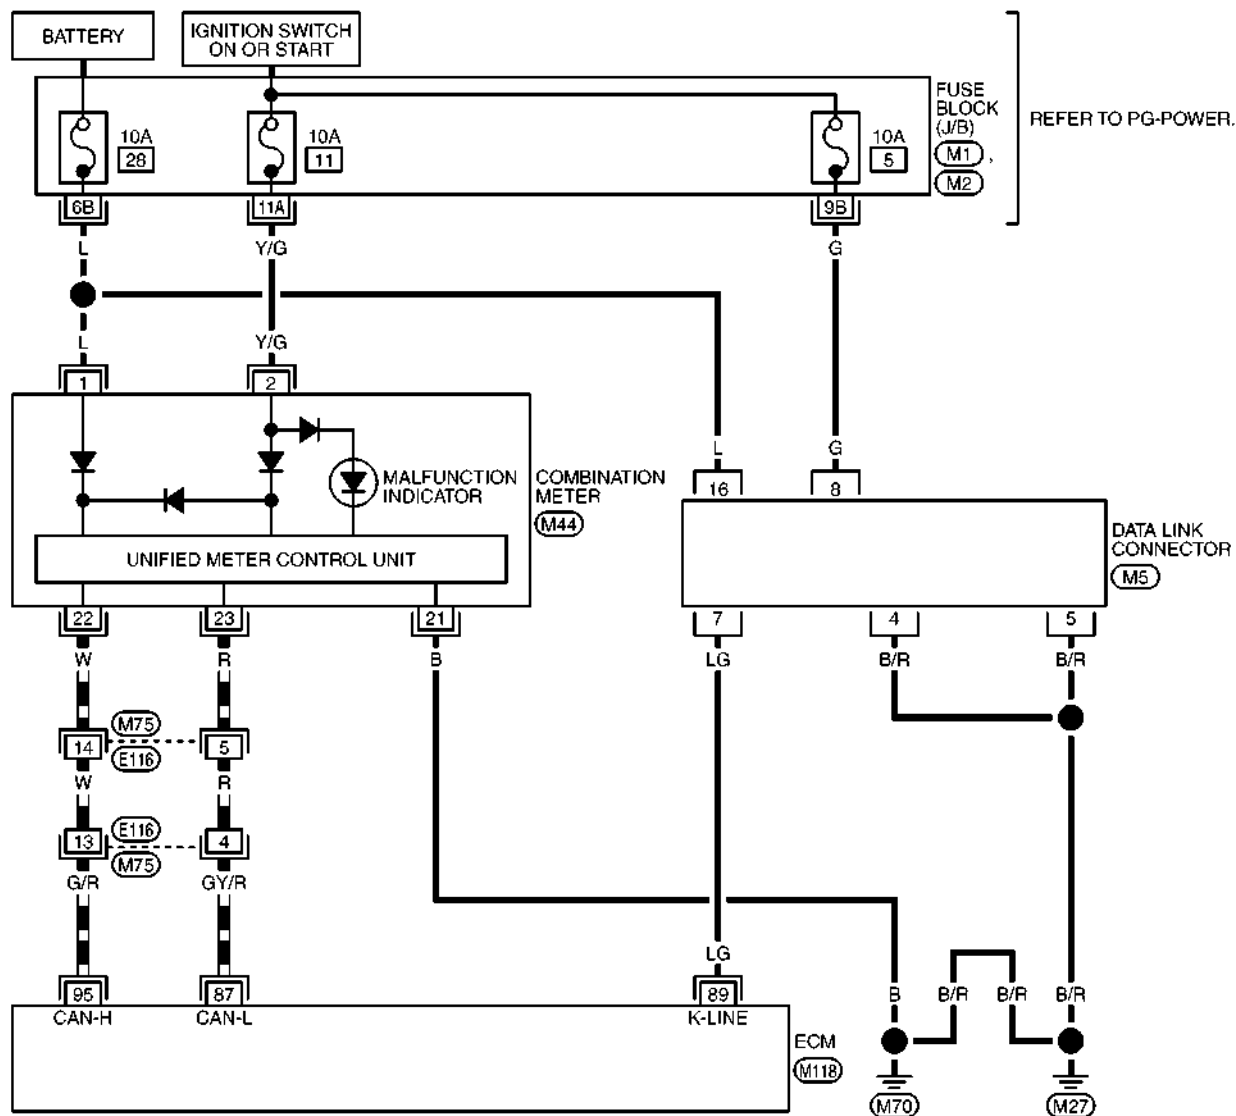 BATTERY
IGNITION SWITCH
ON OR START
FUSE
BLOCK
(J/B)
M1 ,
M2
REFER TO PG-POWER.
10A
28
10A
11
10A
5
6B
11A
9B
L
Y/G
G
L
Y/G
1
2
L
G
16
8
MALFUNCTION
INDICATOR
COMBINATION
METER
M44
UNIFIED METER CONTROL UNIT
DATA LINK
CONNECTOR
M5
22
23
21
7
4
5
W
R
B
LG
B/R
B/R
M75
14
5
E116
W
R
E116
13
4
M75
G/R
GY/R
LG
95
87
89
B
B/R
B/R
B/R
CAN-H
CAN-L
K-LINE
ECM
M118
M70
M27